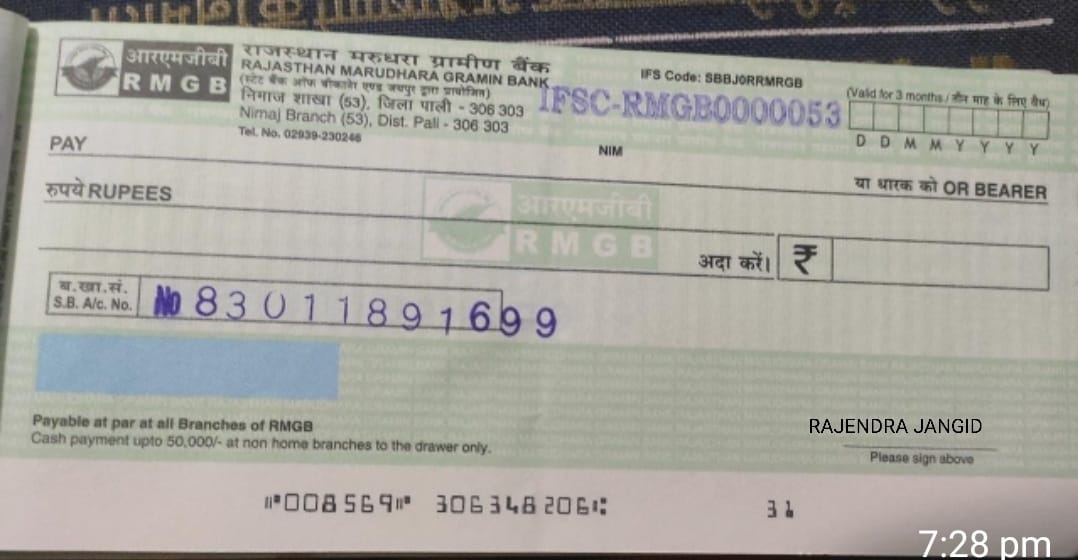 आरएमजीबी
RMGB
राजस्थान मरुधरा ग्रामीण बैंक
RAJASTHAN MARUDHARA GRAMIN BANK
(स्टेट बैंक ऑफ बीकानेर एण्ड जयपुर द्वारा प्रायोजित)
निमाज शाखा (53), जिला पाली - 306 303
Nimaj Branch (53), Dist. Pali - 306 303
Tel. No. 02939-230246
IFS Code: SBBJ0RRMRGB
IFSC-RMGB0000053
(Valid for 3 months / तीन माह के लिए वैध)
D D M M Y Y Y Y
PAY
NIM
या धारक को OR BEARER
रुपये RUPEES
आरएमजीबी
RMGB
अदा करें। ₹
ब.खा.सं.
S.B. A/c. No.
No 83011891699
Payable at par at all Branches of RMGB
Cash payment upto 50,000/- at non home branches to the drawer only.
RAJENDRA JANGID
Please sign above
⑈008569⑈ 306348206⑆ 31
7:28 pm